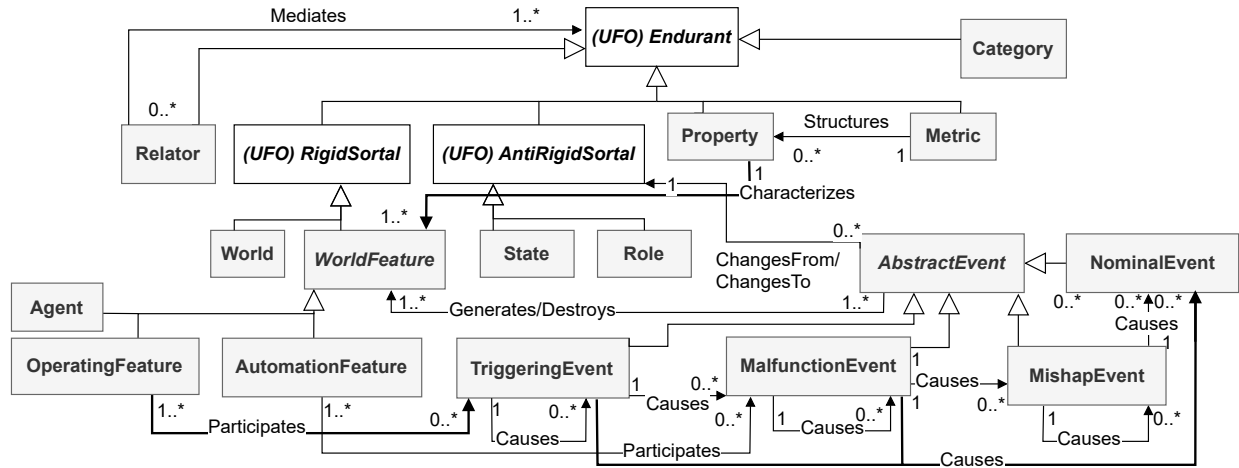 Mediates
1..*
(UFO) Endurant
Category
0..*
Relator
(UFO) RigidSortal
(UFO) AntiRigidSortal
Property
Structures
0..*
1
Metric
1
1
Characterizes
1..*
World
WorldFeature
State
Role
0..*
ChangesFrom/
ChangesTo
AbstractEvent
NominalEvent
1..*
Generates/Destroys
1..*
0..*
0..*
0..*
Causes
1
Agent
OperatingFeature
AutomationFeature
TriggeringEvent
MalfunctionEvent
MishapEvent
1
0..*
Causes
1
Causes
1
0..*
1..*
Participates
0..*
1..*
Participates
0..*
1
Causes
0..*
1
Causes
0..*
1
Causes
0..*
Causes